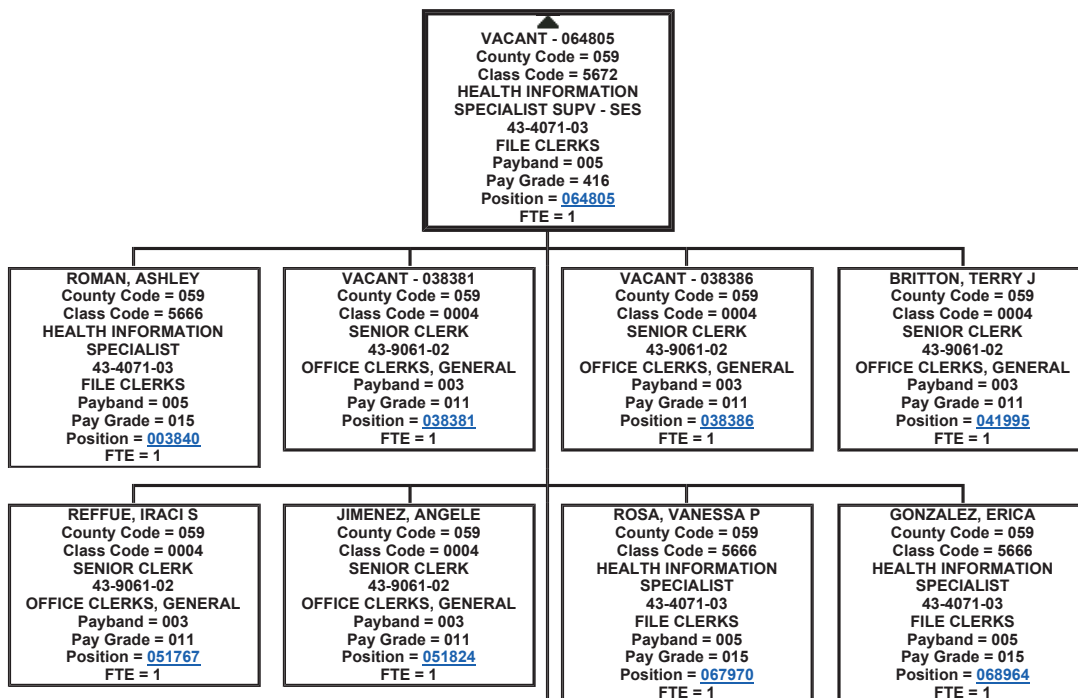 VACANT - 064805
County Code = 059
Class Code = 5672
HEALTH INFORMATION
SPECIALIST SUPV - SES
43-4071-03
FILE CLERKS
Payband = 005
Pay Grade = 416
Position = 064805
FTE = 1
ROMAN, ASHLEY
County Code = 059
Class Code = 5666
HEALTH INFORMATION
SPECIALIST
43-4071-03
FILE CLERKS
Payband = 005
Pay Grade = 015
Position = 003840
FTE = 1
VACANT - 038381
County Code = 059
Class Code = 0004
SENIOR CLERK
43-9061-02
OFFICE CLERKS, GENERAL
Payband = 003
Pay Grade = 011
Position = 038381
FTE = 1
VACANT - 038386
County Code = 059
Class Code = 0004
SENIOR CLERK
43-9061-02
OFFICE CLERKS, GENERAL
Payband = 003
Pay Grade = 011
Position = 038386
FTE = 1
BRITTON, TERRY J
County Code = 059
Class Code = 0004
SENIOR CLERK
43-9061-02
OFFICE CLERKS, GENERAL
Payband = 003
Pay Grade = 011
Position = 041995
FTE = 1
REFFUE, IRACI S
County Code = 059
Class Code = 0004
SENIOR CLERK
43-9061-02
OFFICE CLERKS, GENERAL
Payband = 003
Pay Grade = 011
Position = 051767
FTE = 1
JIMENEZ, ANGELE
County Code = 059
Class Code = 0004
SENIOR CLERK
43-9061-02
OFFICE CLERKS, GENERAL
Payband = 003
Pay Grade = 011
Position = 051824
FTE = 1
ROSA, VANESSA P
County Code = 059
Class Code = 5666
HEALTH INFORMATION
SPECIALIST
43-4071-03
FILE CLERKS
Payband = 005
Pay Grade = 015
Position = 067970
FTE = 1
GONZALEZ, ERICA
County Code = 059
Class Code = 5666
HEALTH INFORMATION
SPECIALIST
43-4071-03
FILE CLERKS
Payband = 005
Pay Grade = 015
Position = 068964
FTE = 1